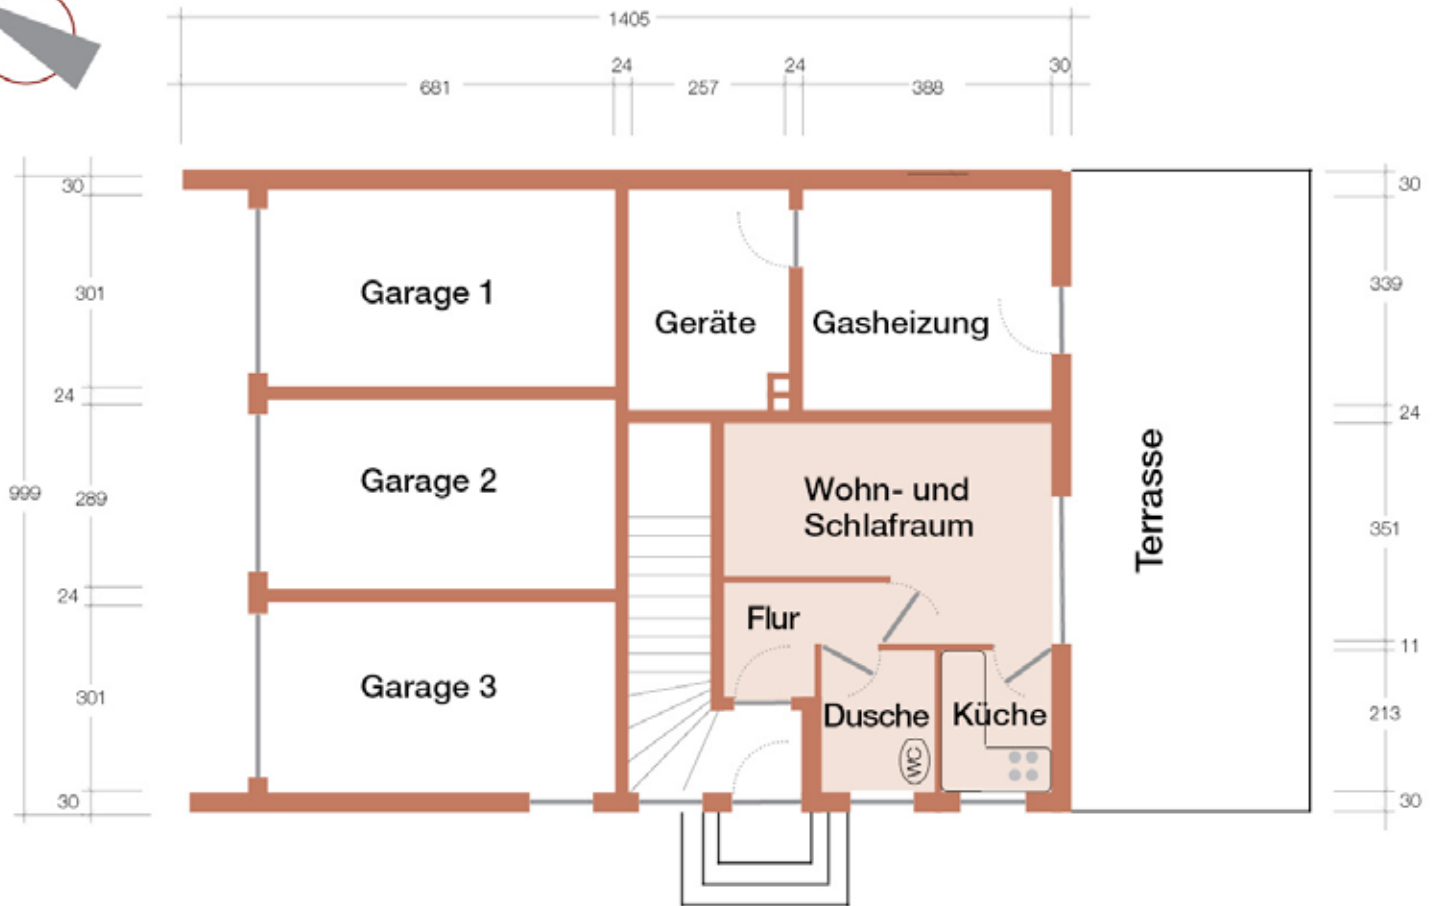 1405
24
24
30
681
257
388
30
30
Garage 1
301
Geräte
Gasheizung
339
24
24
Garage 2
Wohn- und
Schlafraum
Terrasse
999
289
351
24
Flur
11
Garage 3
301
Dusche
Küche
213
WC
30
30